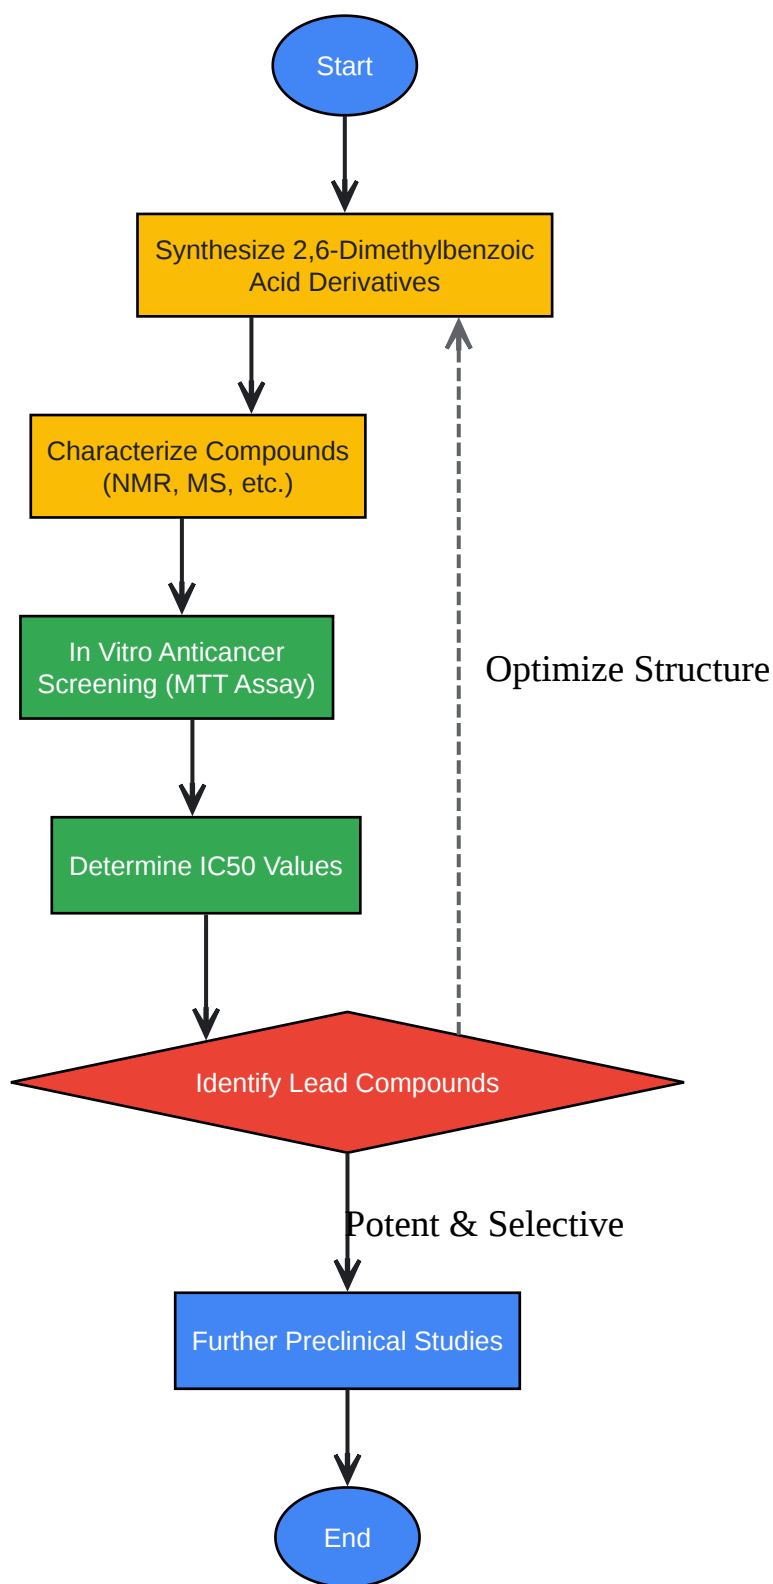 Start
Synthesize 2,6-Dimethylbenzoic
Acid Derivatives
Characterize Compounds
(NMR, MS, etc.)
In Vitro Anticancer
Screening (MTT Assay)
Optimize Structure
Determine IC50 Values
Identify Lead Compounds
Potent & Selective
Further Preclinical Studies
End